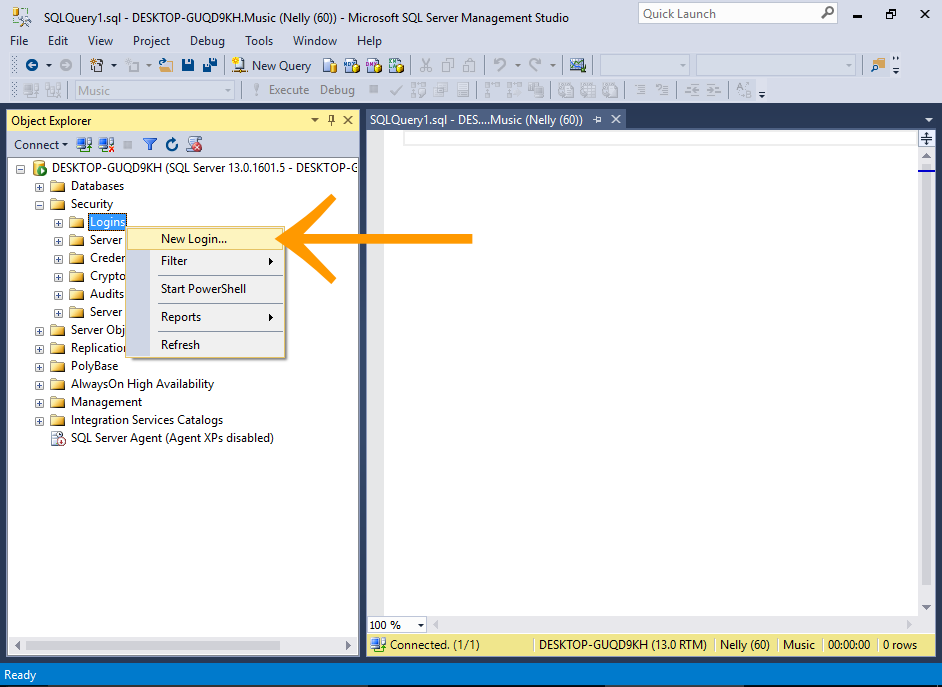 SQLQuery1.sql - DESKTOP-GUQD9KH.Music (Nelly (60)) - Microsoft SQL Server Management Studio
Quick Launch
File Edit View Project Debug Tools Window Help
New Query
Music Execute Debug
Object Explorer
SQLQuery1.sql - DES....Music (Nelly (60))
Connect
DESKTOP-GUQD9KH (SQL Server 13.0.1601.5 - DESKTOP-G
Databases
Security
Logins
Server
Creder
Crypto
Audits
Server
New Login...
Filter
Start PowerShell
Reports
Refresh
Server Obj
Replication
PolyBase
AlwaysOn High Availability
Management
Integration Services Catalogs
SQL Server Agent (Agent XPs disabled)
100 %
Connected. (1/1) DESKTOP-GUQD9KH (13.0 RTM) Nelly (60) Music 00:00:00 0 rows
Ready